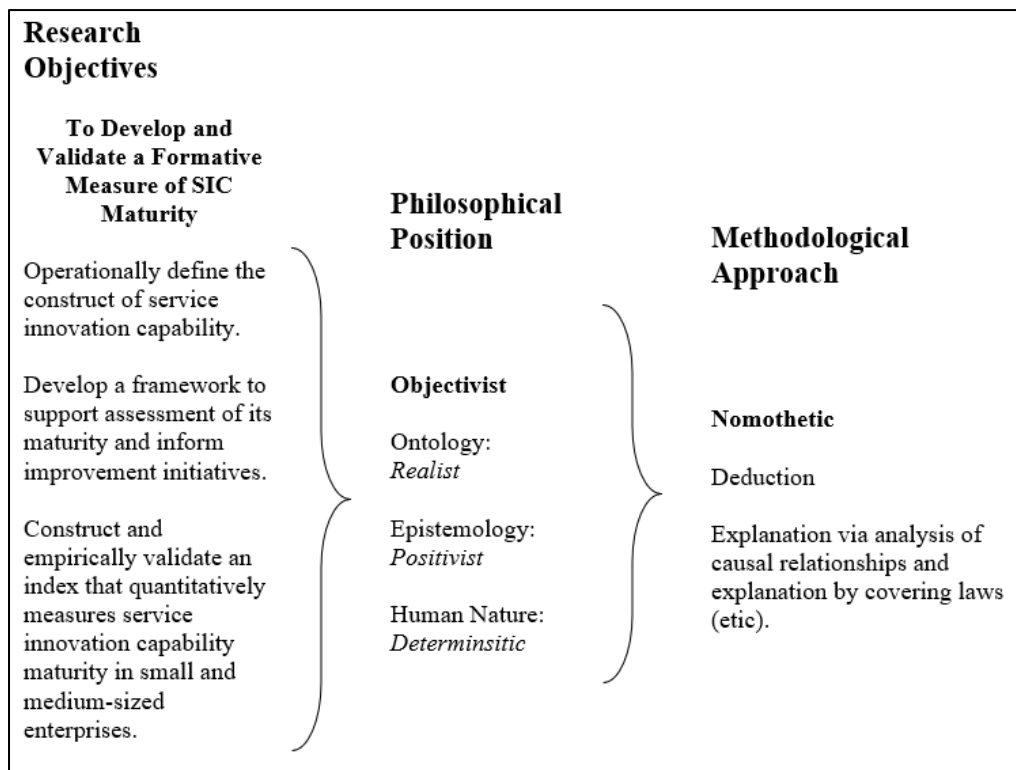 Research
Objectives
To Develop and
Validate a Formative
Measure of SIC
Maturity
Operationally define the
construct of service
innovation capability.
Develop a framework to
support assessment of its
maturity and inform
improvement initiatives.
Construct and
empirically validate an
index that quantitatively
measures service
innovation capability
maturity in small and
medium-sized
enterprises.
Philosophical
Position
Objectivist
Ontology:
Realist
Epistemology:
Positivist
Human Nature:
Determinsitic
Methodological
Approach
Nomothetic
Deduction
Explanation via analysis of
causal relationships and
explanation by covering laws
(etic).